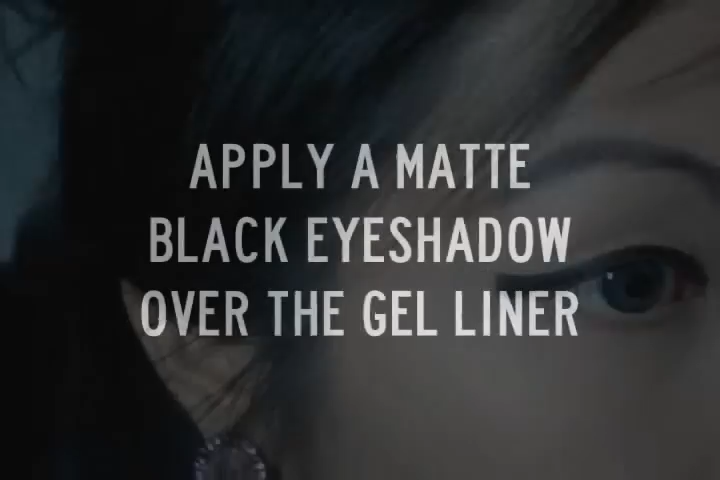 APPLY A MATTE
BLACK EYESHADOW
OVER THE GEL LINER